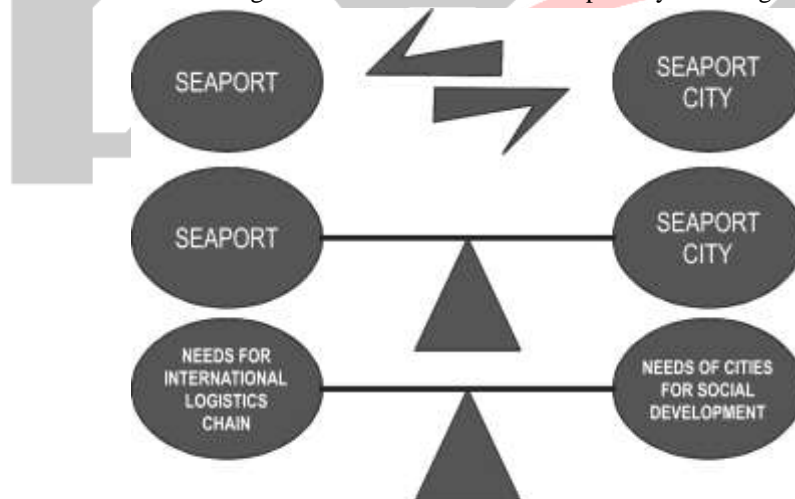 SEAPORT
SEAPORT
CITY
SEAPORT
SEAPORT
CITY
NEEDS FOR
INTERNATIONAL
LOGISTICS
CHAIN
NEEDS OF CITIES
FOR SOCIAL
DEVELOPMENT